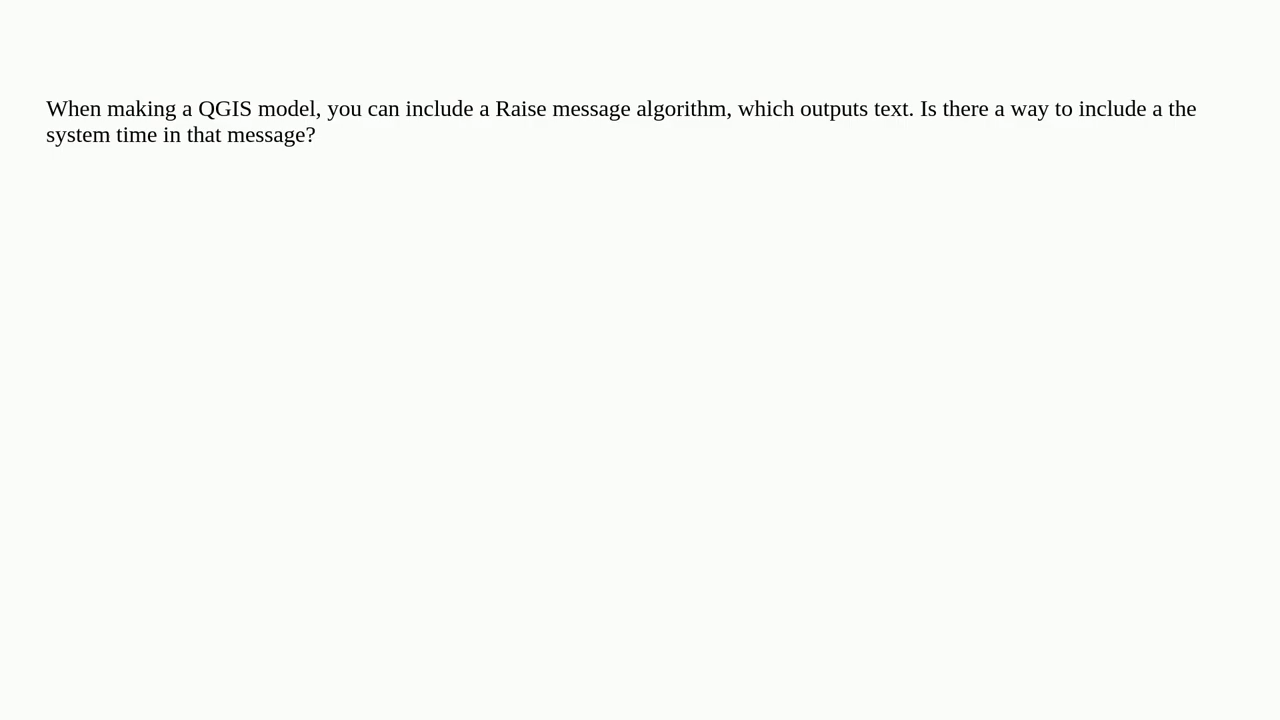 When making a QGIS model, you can include a Raise message algorithm, which outputs text. Is there a way to include a the
system time in that message?